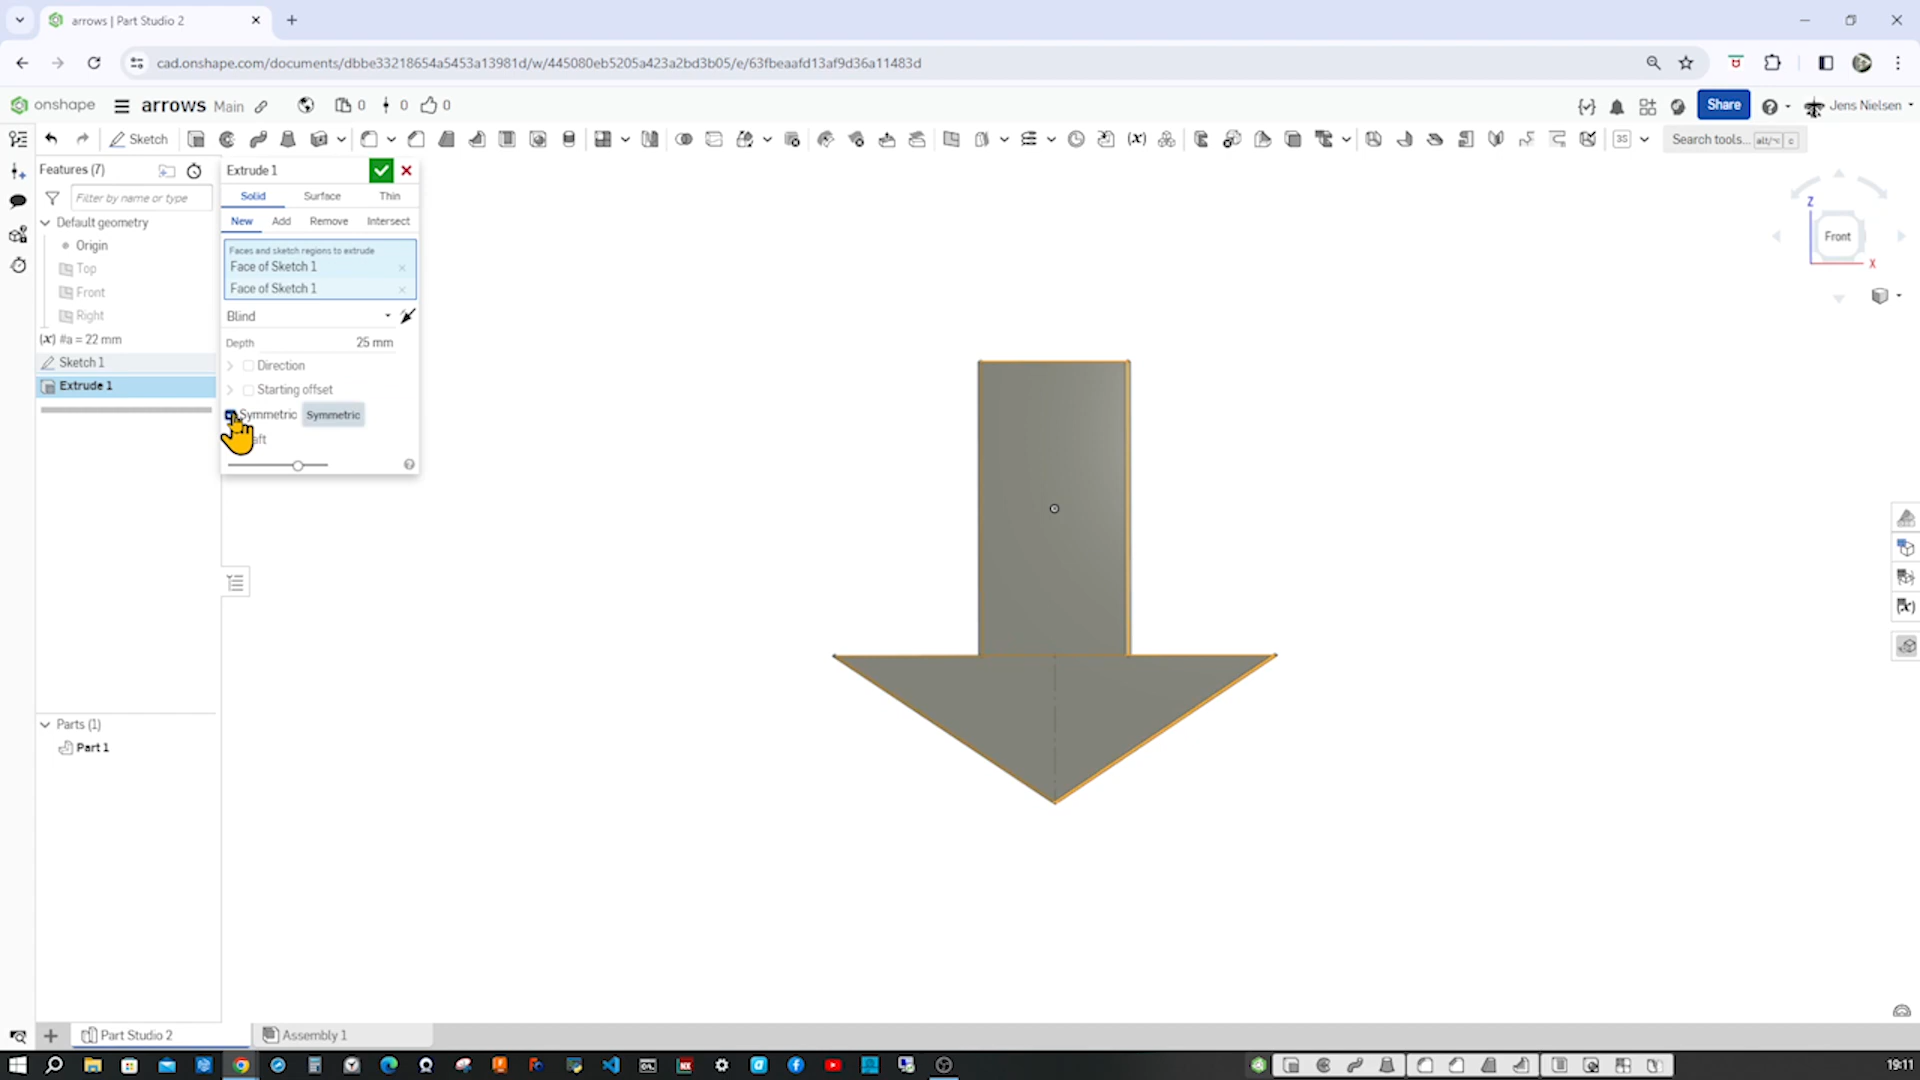 arrows | Part Studio 2
cad.onshape.com/documents/dbbe33218654a5453a13981d/w/445080eb5205a423a2bd3b05/e/63fbeaafd13af9d36a11483d
onshape
arrows Main
0
0
0
Share
Jens Nielsen
Sketch
3S
Search tools... alt/⌥ c
Features (7)
Filter by name or type
Default geometry
Origin
Top
Front
Right
(x) #a = 22 mm
Sketch 1
Extrude 1
Extrude 1
Solid Surface Thin
New Add Remove Intersect
Faces and sketch regions to extrude
Face of Sketch 1
Face of Sketch 1
Blind
Depth 25 mm
Direction
Starting offset
Symmetric Symmetric
aft
Z
Front
X
Parts (1)
Part 1
Part Studio 2
Assembly 1
19:11